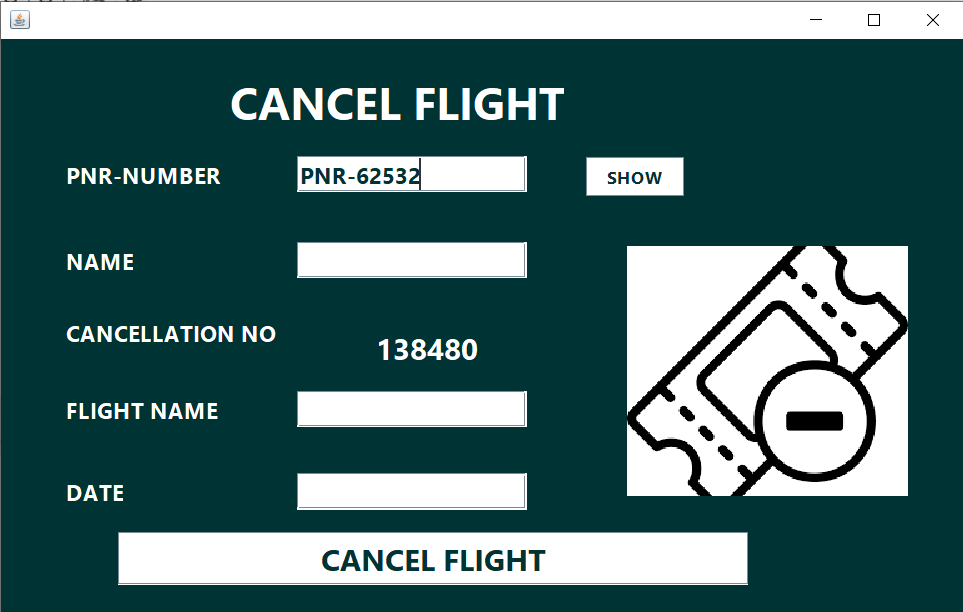 CANCEL FLIGHT
PNR-NUMBER PNR-62532 SHOW
NAME
CANCELLATION NO 138480
FLIGHT NAME
DATE
CANCEL FLIGHT